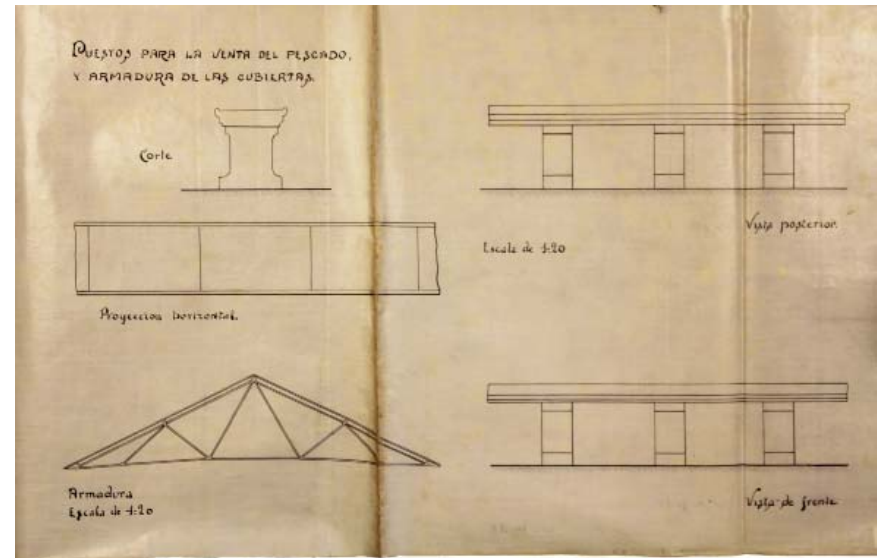 PUESTOS PARA LA VENTA DEL PESCADO,
Y ARMADURA DE LAS CUBIERTAS.
Corte
Vista posterior.
Escala de 1:20
Proyeccion horizontal.
Armadura
Escala de 1:20
Vista de frente